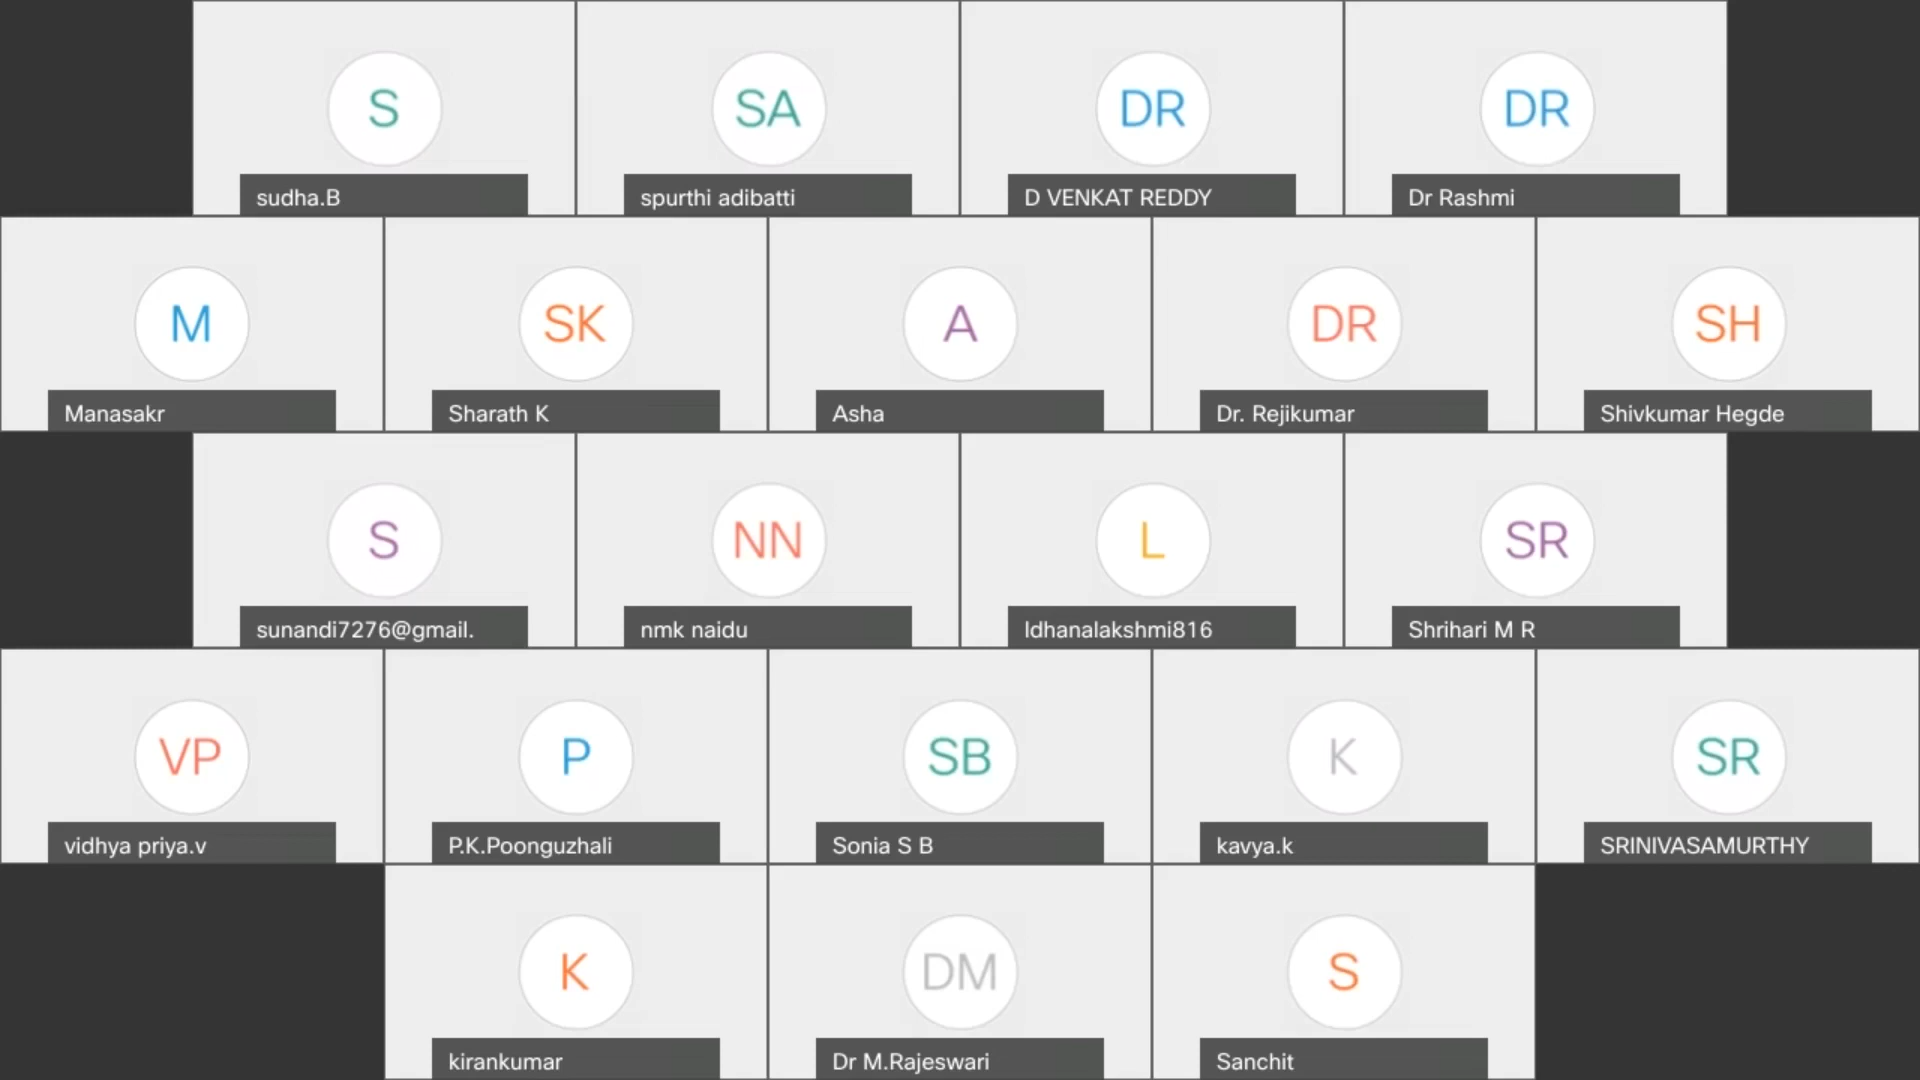 S
sudha.B
SA
spurthi adibatti
DR
D VENKAT REDDY
DR
Dr Rashmi
M
Manasakr
SK
Sharath K
A
Asha
DR
Dr. Rejikumar
SH
Shivkumar Hegde
S
sunandi7276@gmail.
NN
nmk naidu
L
ldhanalakshmi816
SR
Shrihari M R
VP
vidhya priya.v
P
P.K.Poonguzhali
SB
Sonia S B
K
kavya.k
SR
SRINIVASAMURTHY
K
kirankumar
DM
Dr M.Rajeswari
S
Sanchit